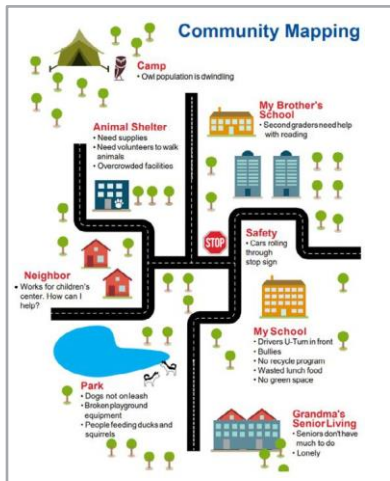 Community Mapping
Camp
• Owl population is dwindling
My Brother's
School
• Second graders need help
with reading
Animal Shelter
• Need supplies
• Need volunteers to walk
animals
• Overcrowded facilities
STOP
Safety
• Cars rolling
through
stop sign
Neighbor
• Works for children's
center. How can I
help?
My School
• Drivers U-Turn in front
• Bullies
• No recycle program
• Wasted lunch food
• No green space
Park
• Dogs not on leash
• Broken playground
equipment
• People feeding ducks and
squirrels
Grandma's
Senior Living
• Seniors don't have
much to do
• Lonely